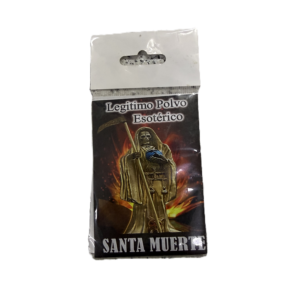 Legitimo Polvo
Esotérico
SANTA MUERTE